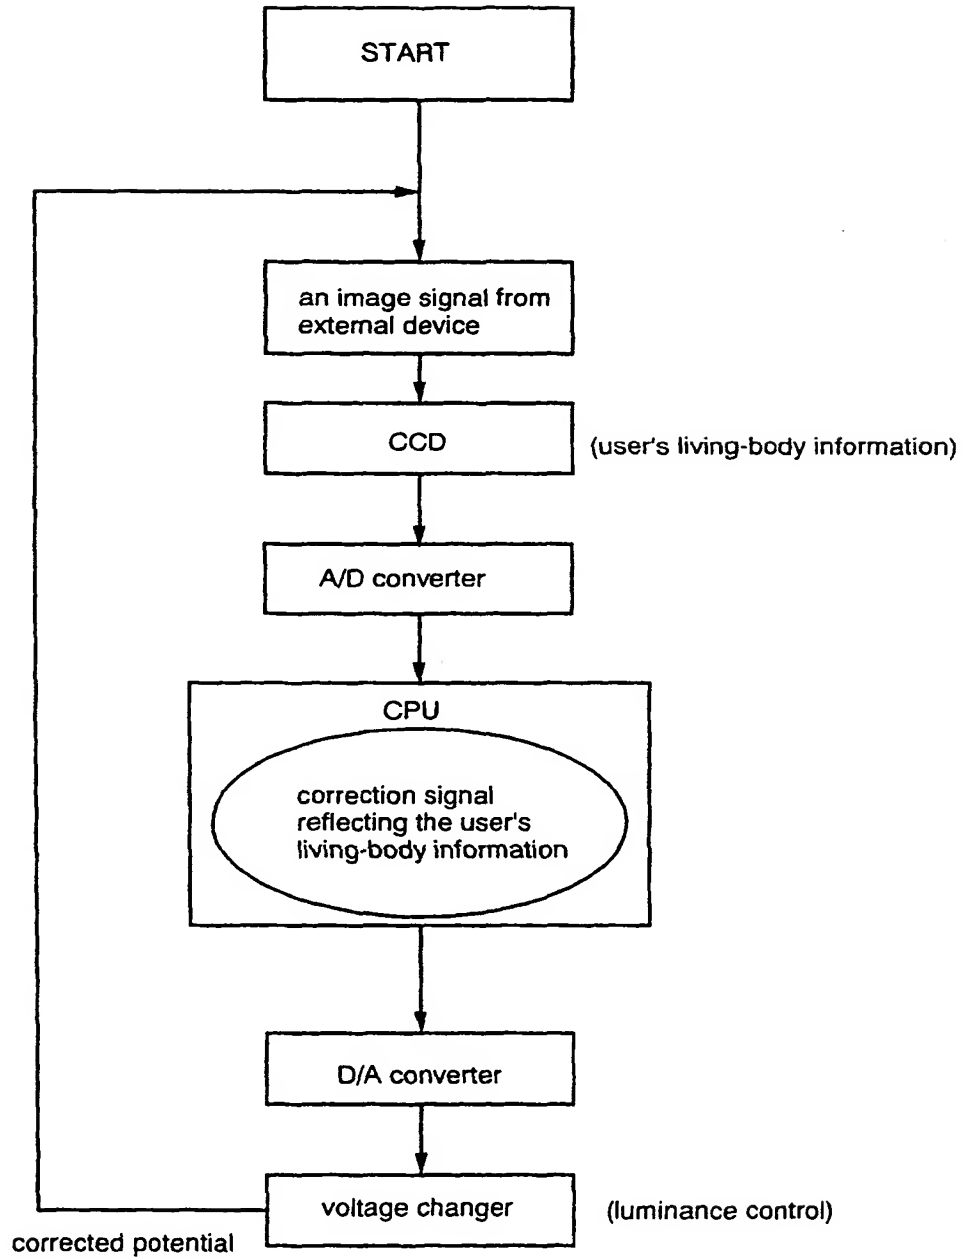 START
an image signal from
external device
CCD
(user's living-body information)
A/D converter
CPU
correction signal
reflecting the user's
living-body information
D/A converter
voltage changer
(luminance control)
corrected potential